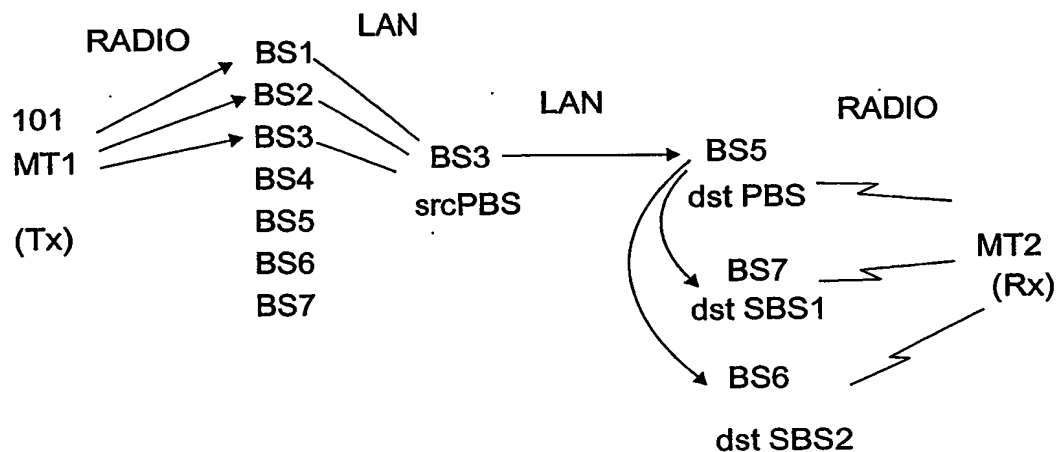 RADIO
LAN
101
MT1
(Tx)
BS1
BS2
BS3
BS4
BS5
BS6
BS7
BS3
srcPBS
LAN
RADIO
BS5
dst PBS
BS7
dst SBS1
BS6
dst SBS2
MT2
(Rx)